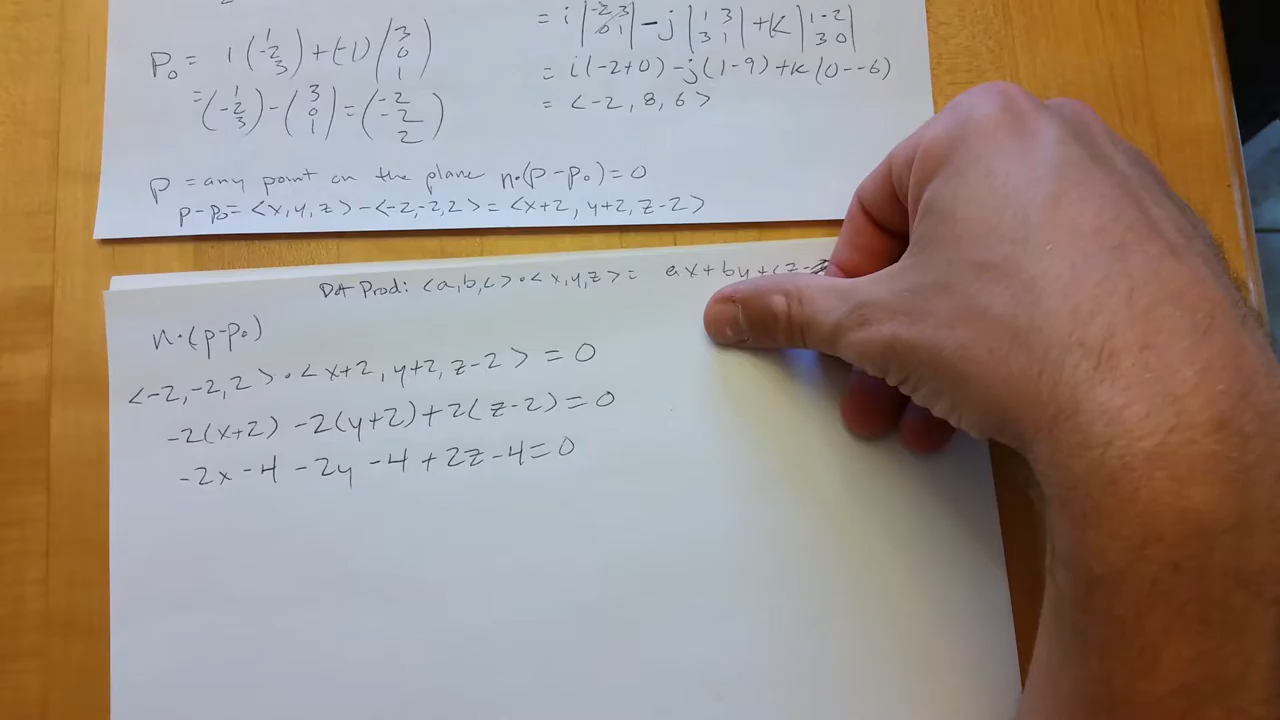 = i |-2 3 0 1| - j |1 3 3 1| + k |1 -2 3 0|
P₀ = 1 (1 -2 3) + (-1) (3 0 1)
= i(-2+0) - j(1-9) + k(0--6)
= (1 -2 3) - (3 0 1) = (-2 -2 2)
= <-2, 8, 6>
p = any point on the plane n·(p-p₀)=0
p-p₀ = <x, y, z> - <-2, -2, 2> = <x+2, y+2, z-2>
Dot Prod: <a, b, c> · <x, y, z> = ax+by+cz
n·(p-p₀)
<-2, -2, 2> · <x+2, y+2, z-2> = 0
-2(x+2) -2(y+2) + 2(z-2) = 0
-2x -4 -2y -4 +2z -4 = 0